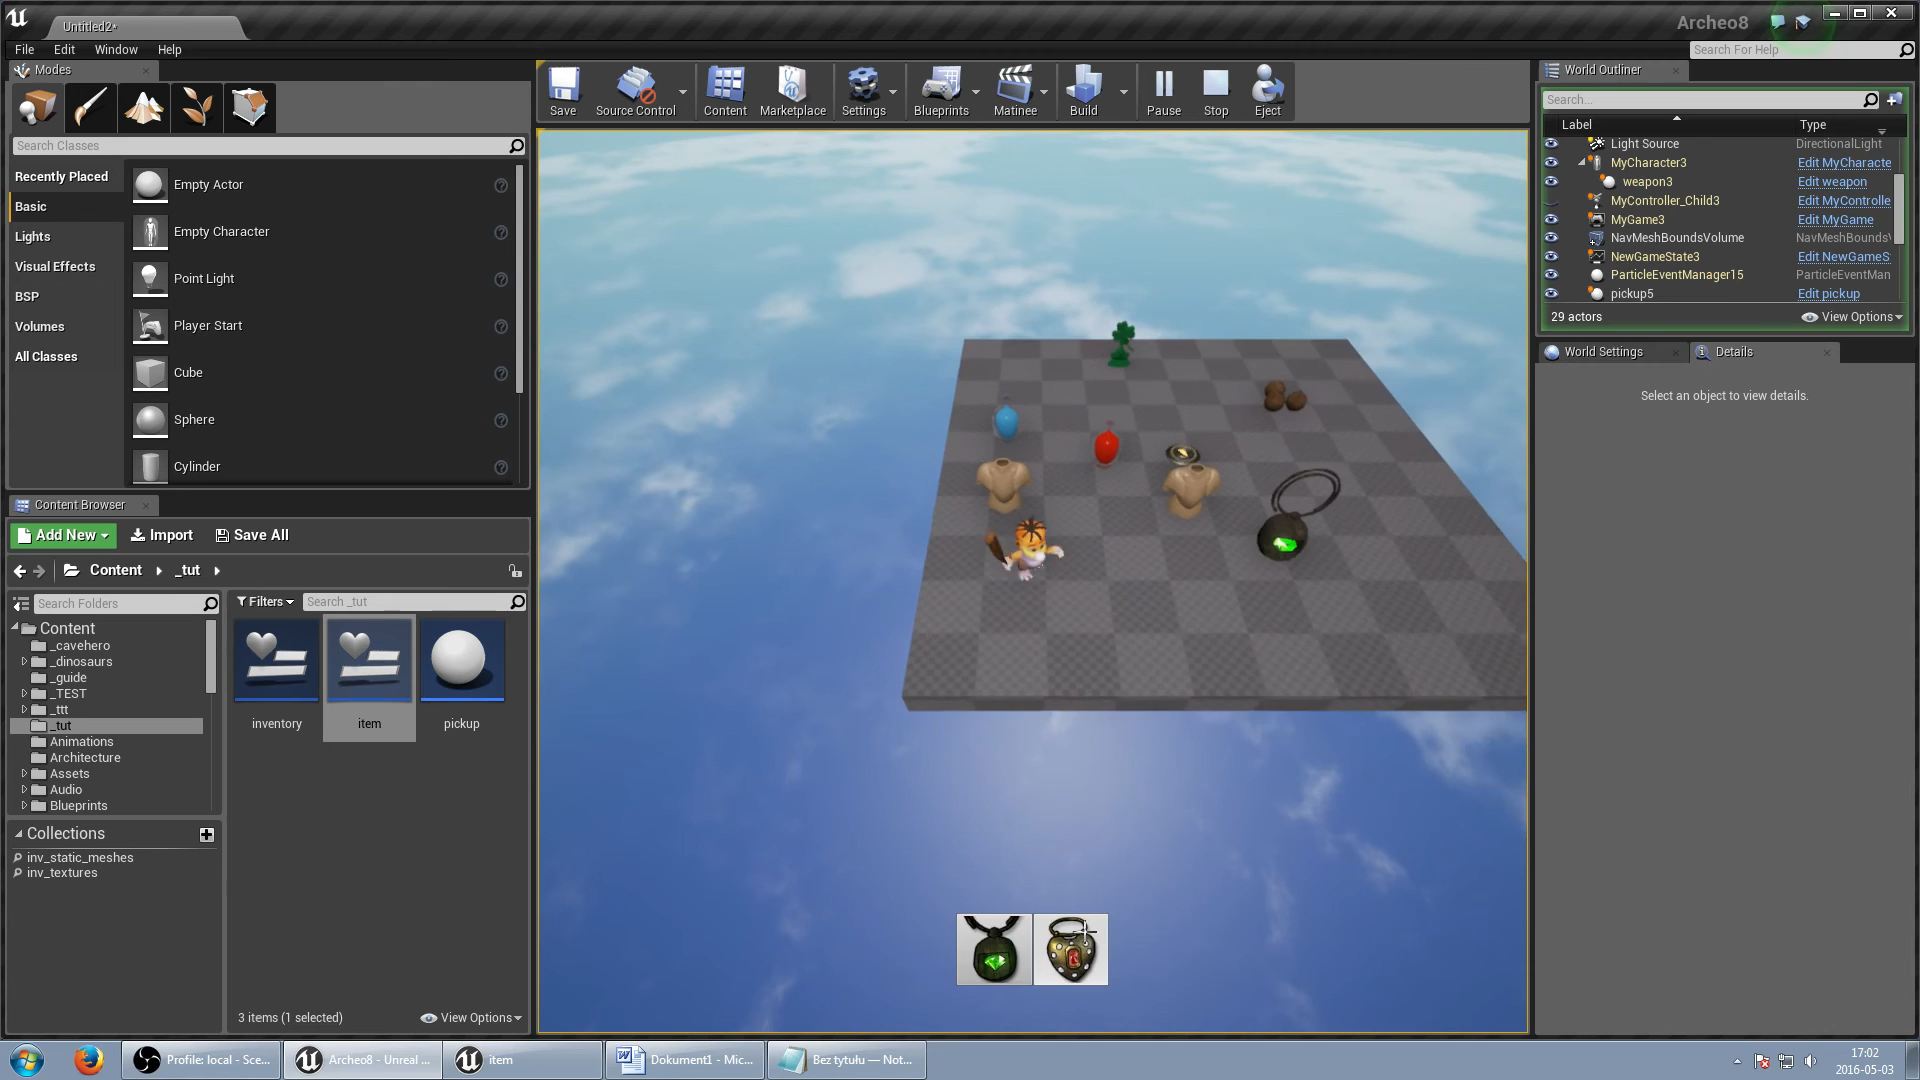 Untitled2*
Archeo8
File Edit Window Help
Search For Help
Modes
Search Classes
Recently Placed
Basic
Lights
Visual Effects
BSP
Volumes
All Classes
Empty Actor
Empty Character
Point Light
Player Start
Cube
Sphere
Cylinder
Save
Source Control
Content
Marketplace
Settings
Blueprints
Matinee
Build
Pause
Stop
Eject
World Outliner
Search...
Label Type
Light Source DirectionalLight
MyCharacter3 Edit MyCharacte
weapon3 Edit weapon
MyController_Child3 Edit MyControlle
MyGame3 Edit MyGame
NavMeshBoundsVolume NavMeshBoundsV
NewGameState3 Edit NewGameS
ParticleEventManager15 ParticleEventMan
pickup5 Edit pickup
29 actors View Options
World Settings Details
Select an object to view details.
Content Browser
Add New Import Save All
Content _tut
Search Folders
Filters Search _tut
Content
_cavehero
_dinosaurs
_guide
_TEST
_ttt
_tut
Animations
Architecture
Assets
Audio
Blueprints
inventory item pickup
Collections
inv_static_meshes
inv_textures
3 items (1 selected) View Options
Profile: local - Sce...
Archeo8 - Unreal ...
item
Dokument1 - Mic...
Bez tytułu — Not...
17:02
2016-05-03